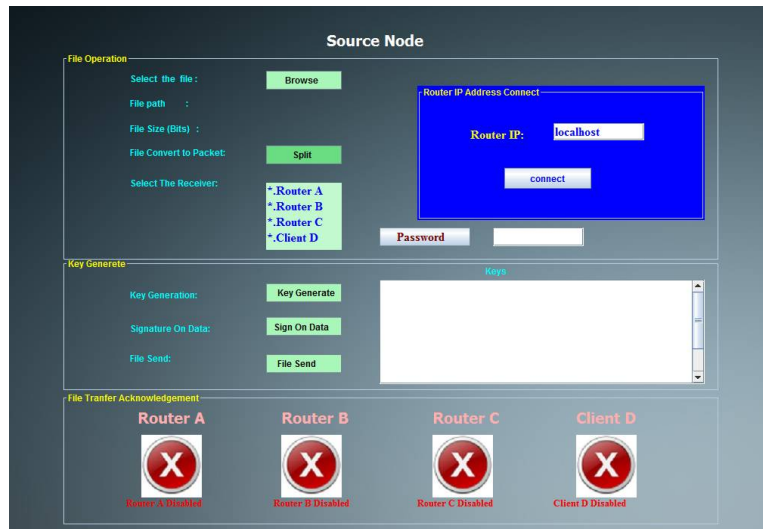 Source Node
File Operation
Select the file :
Browse
File path :
File Size (Bits) :
File Convert to Packet:
Split
Select The Receiver:
*.Router A
*.Router B
*.Router C
*.Client D
Router IP Address Connect
Router IP:
localhost
connect
Password
Key Generete
Keys
Key Generation:
Key Generate
Signature On Data:
Sign On Data
File Send:
File Send
File Tranfer Acknowledgement
Router A
Router B
Router C
Client D
X
X
X
X
Router A Disabled
Router B Disabled
Router C Disabled
Client D Disabled